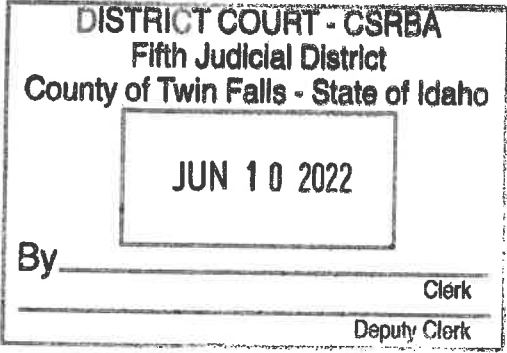 DISTRICT COURT - CSRBA
Fifth Judicial District
County of Twin Falls - State of Idaho
JUN 10 2022
By
Clerk
Deputy Clerk